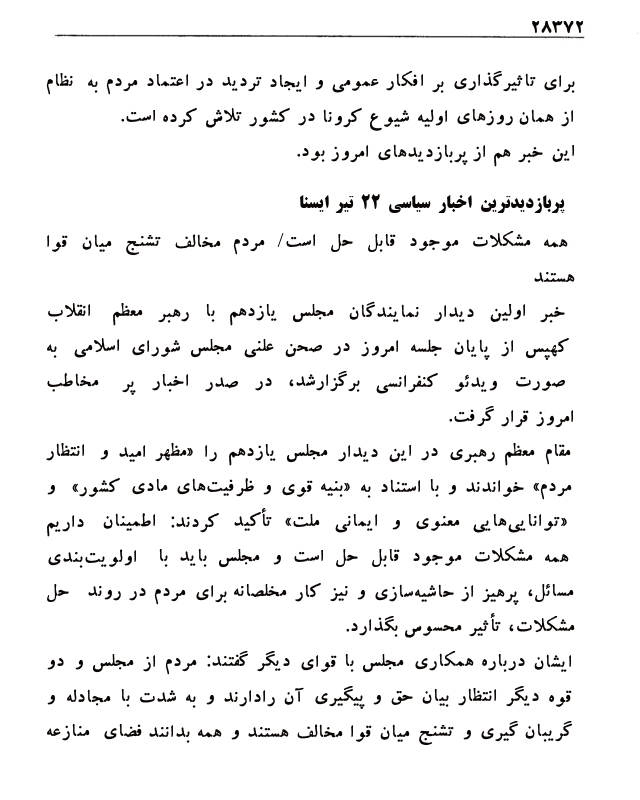 ۲۸۳۷۲
برای تاثیرگذاری بر افکار عمومی و ایجاد تردید در اعتماد مردم به نظام
از همان روزهای اولیه شیوع کرونا در کشور تلاش کرده است.
این خبر هم از پربازدیدهای امروز بود.
پربازدیدترین اخبار سیاسی ۲۲ تیر ایسنا
همه مشکلات موجود قابل حل است/ مردم مخالف تشنج میان قوا
هستند
خبر اولین دیدار نمایندگان مجلس یازدهم با رهبر معظم انقلاب
کهپس از پایان جلسه امروز در صحن علنی مجلس شورای اسلامی به
صورت ویدئو کنفرانسی برگزارشد، در صدر اخبار پر مخاطب
امروز قرار گرفت.
مقام معظم رهبری در این دیدار مجلس یازدهم را «مظهر امید و انتظار
مردم» خواندند و با استناد به «بنیه قوی و ظرفیت‌های مادی کشور» و
«توانایی‌هایی معنوی و ایمانی ملت» تأکید کردند: اطمینان داریم
همه مشکلات موجود قابل حل است و مجلس باید با اولویت‌بندی
مسائل، پرهیز از حاشیه‌سازی و نیز کار مخلصانه برای مردم در روند حل
مشکلات، تأثیر محسوس بگذارد.
ایشان درباره همکاری مجلس با قوای دیگر گفتند: مردم از مجلس و دو
قوه دیگر انتظار بیان حق و پیگیری آن رادارند و به شدت با مجادله و
گریبان گیری و تشنج میان قوا مخالف هستند و همه بدانند فضای منازعه